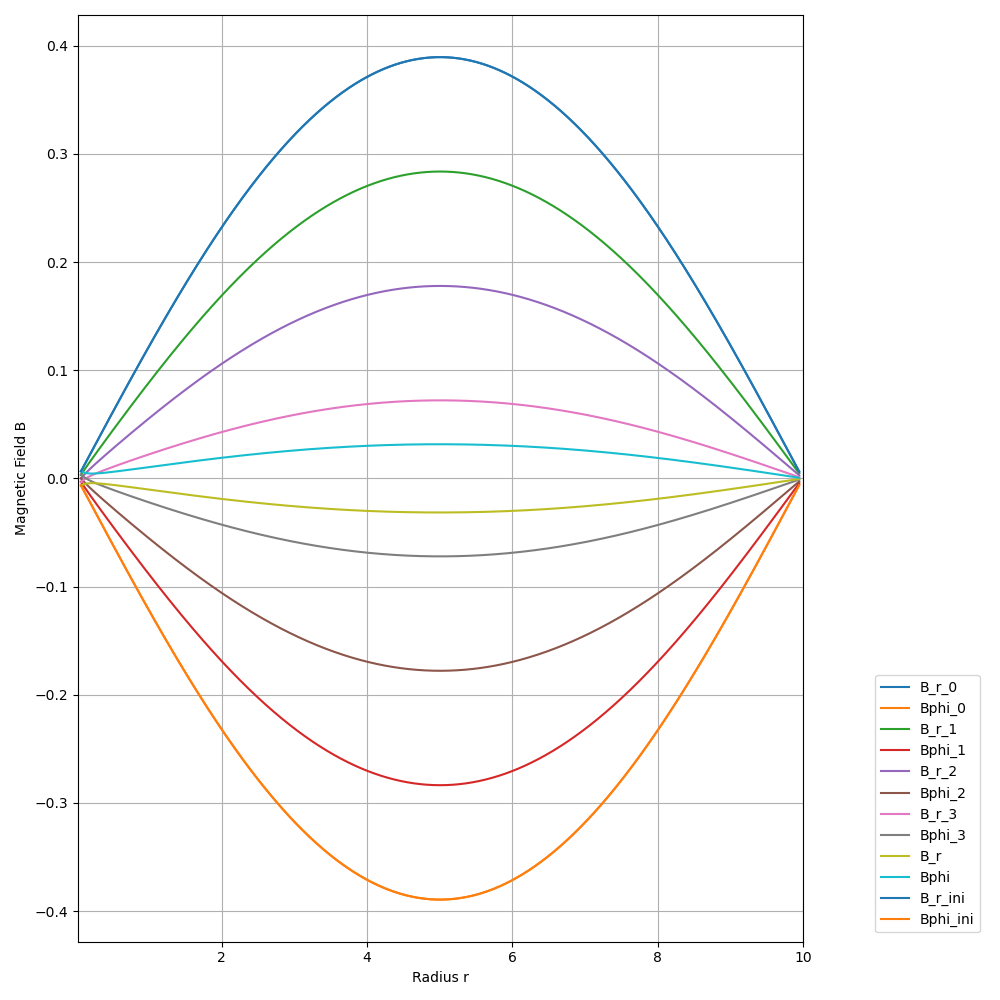 0.4
0.3
0.2
0.1
0.0
−0.1
−0.2
−0.3
−0.4
Magnetic Field B
2 4 6 8 10
Radius r
B_r_0
Bphi_0
B_r_1
Bphi_1
B_r_2
Bphi_2
B_r_3
Bphi_3
B_r
Bphi
B_r_ini
Bphi_ini